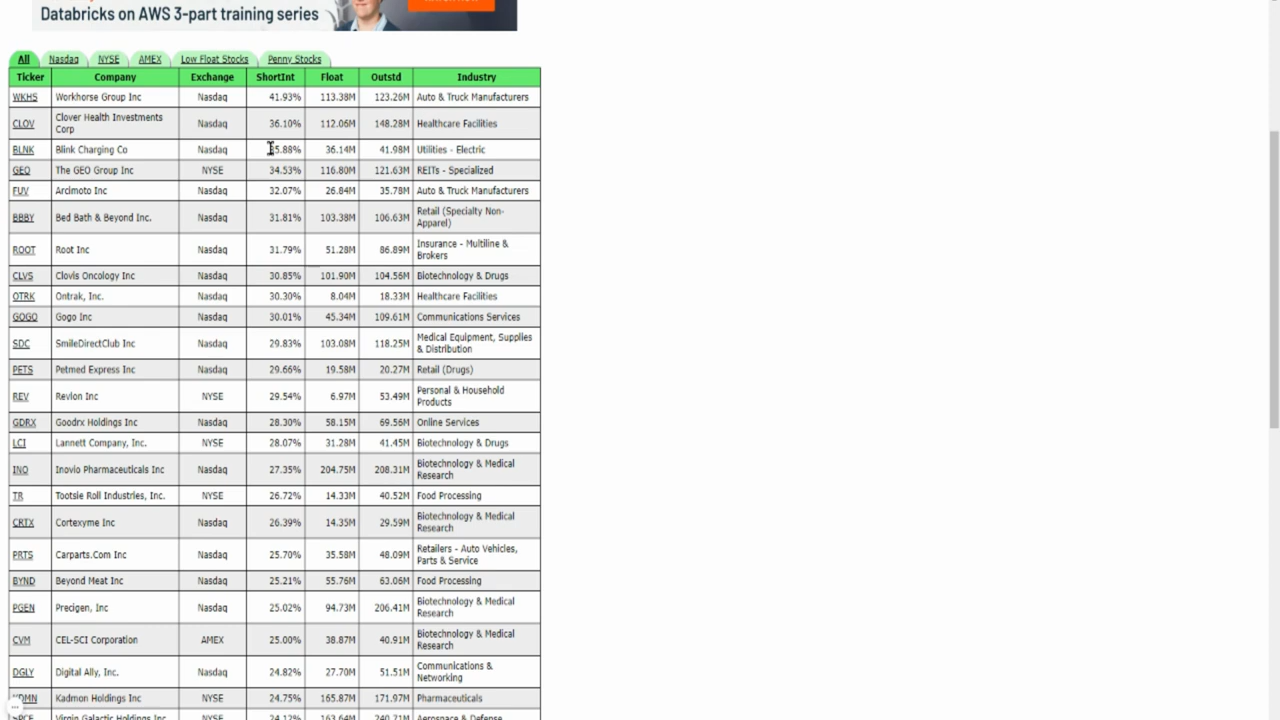 Databricks on AWS 3-part training series
All Nasdaq NYSE AMEX Low Float Stocks Penny Stocks
Ticker Company Exchange ShortInt Float Outstd Industry
WKHS Workhorse Group Inc Nasdaq 41.93% 113.38M 123.26M Auto & Truck Manufacturers
CLOV Clover Health Investments Corp Nasdaq 36.10% 112.06M 148.28M Healthcare Facilities
BLNK Blink Charging Co Nasdaq 35.88% 36.14M 41.98M Utilities - Electric
GEO The GEO Group Inc NYSE 34.53% 116.80M 121.63M REITs - Specialized
FUV Arcimoto Inc Nasdaq 32.07% 26.84M 35.78M Auto & Truck Manufacturers
BBBY Bed Bath & Beyond Inc. Nasdaq 31.81% 103.38M 106.63M Retail (Specialty Non-Apparel)
ROOT Root Inc Nasdaq 31.79% 51.28M 86.89M Insurance - Multiline & Brokers
CLVS Clovis Oncology Inc Nasdaq 30.85% 101.90M 104.56M Biotechnology & Drugs
OTRK Ontrak, Inc. Nasdaq 30.30% 8.04M 18.33M Healthcare Facilities
GOGO Gogo Inc Nasdaq 30.01% 45.34M 109.61M Communications Services
SDC SmileDirectClub Inc Nasdaq 29.83% 103.08M 118.25M Medical Equipment, Supplies & Distribution
PETS Petmed Express Inc Nasdaq 29.66% 19.58M 20.27M Retail (Drugs)
REV Revlon Inc NYSE 29.54% 6.97M 53.49M Personal & Household Products
GDRX Goodrx Holdings Inc Nasdaq 28.30% 58.15M 69.56M Online Services
LCI Lannett Company, Inc. NYSE 28.07% 31.28M 41.45M Biotechnology & Drugs
INO Inovio Pharmaceuticals Inc Nasdaq 27.35% 204.75M 208.31M Biotechnology & Medical Research
TR Tootsie Roll Industries, Inc. NYSE 26.72% 14.33M 40.52M Food Processing
CRTX Cortexyme Inc Nasdaq 26.39% 14.35M 29.59M Biotechnology & Medical Research
PRTS Carparts.Com Inc Nasdaq 25.70% 35.58M 48.09M Retailers - Auto Vehicles, Parts & Service
BYND Beyond Meat Inc Nasdaq 25.21% 55.76M 63.06M Food Processing
PGEN Precigen, Inc Nasdaq 25.02% 94.73M 206.41M Biotechnology & Medical Research
CVM CEL-SCI Corporation AMEX 25.00% 38.87M 40.91M Biotechnology & Medical Research
DGLY Digital Ally, Inc. Nasdaq 24.82% 27.70M 51.51M Communications & Networking
KDMN Kadmon Holdings Inc NYSE 24.75% 165.87M 171.97M Pharmaceuticals
SPCE Virgin Galactic Holdings Inc NYSE 24.12% 163.64M 240.71M Aerospace & Defense